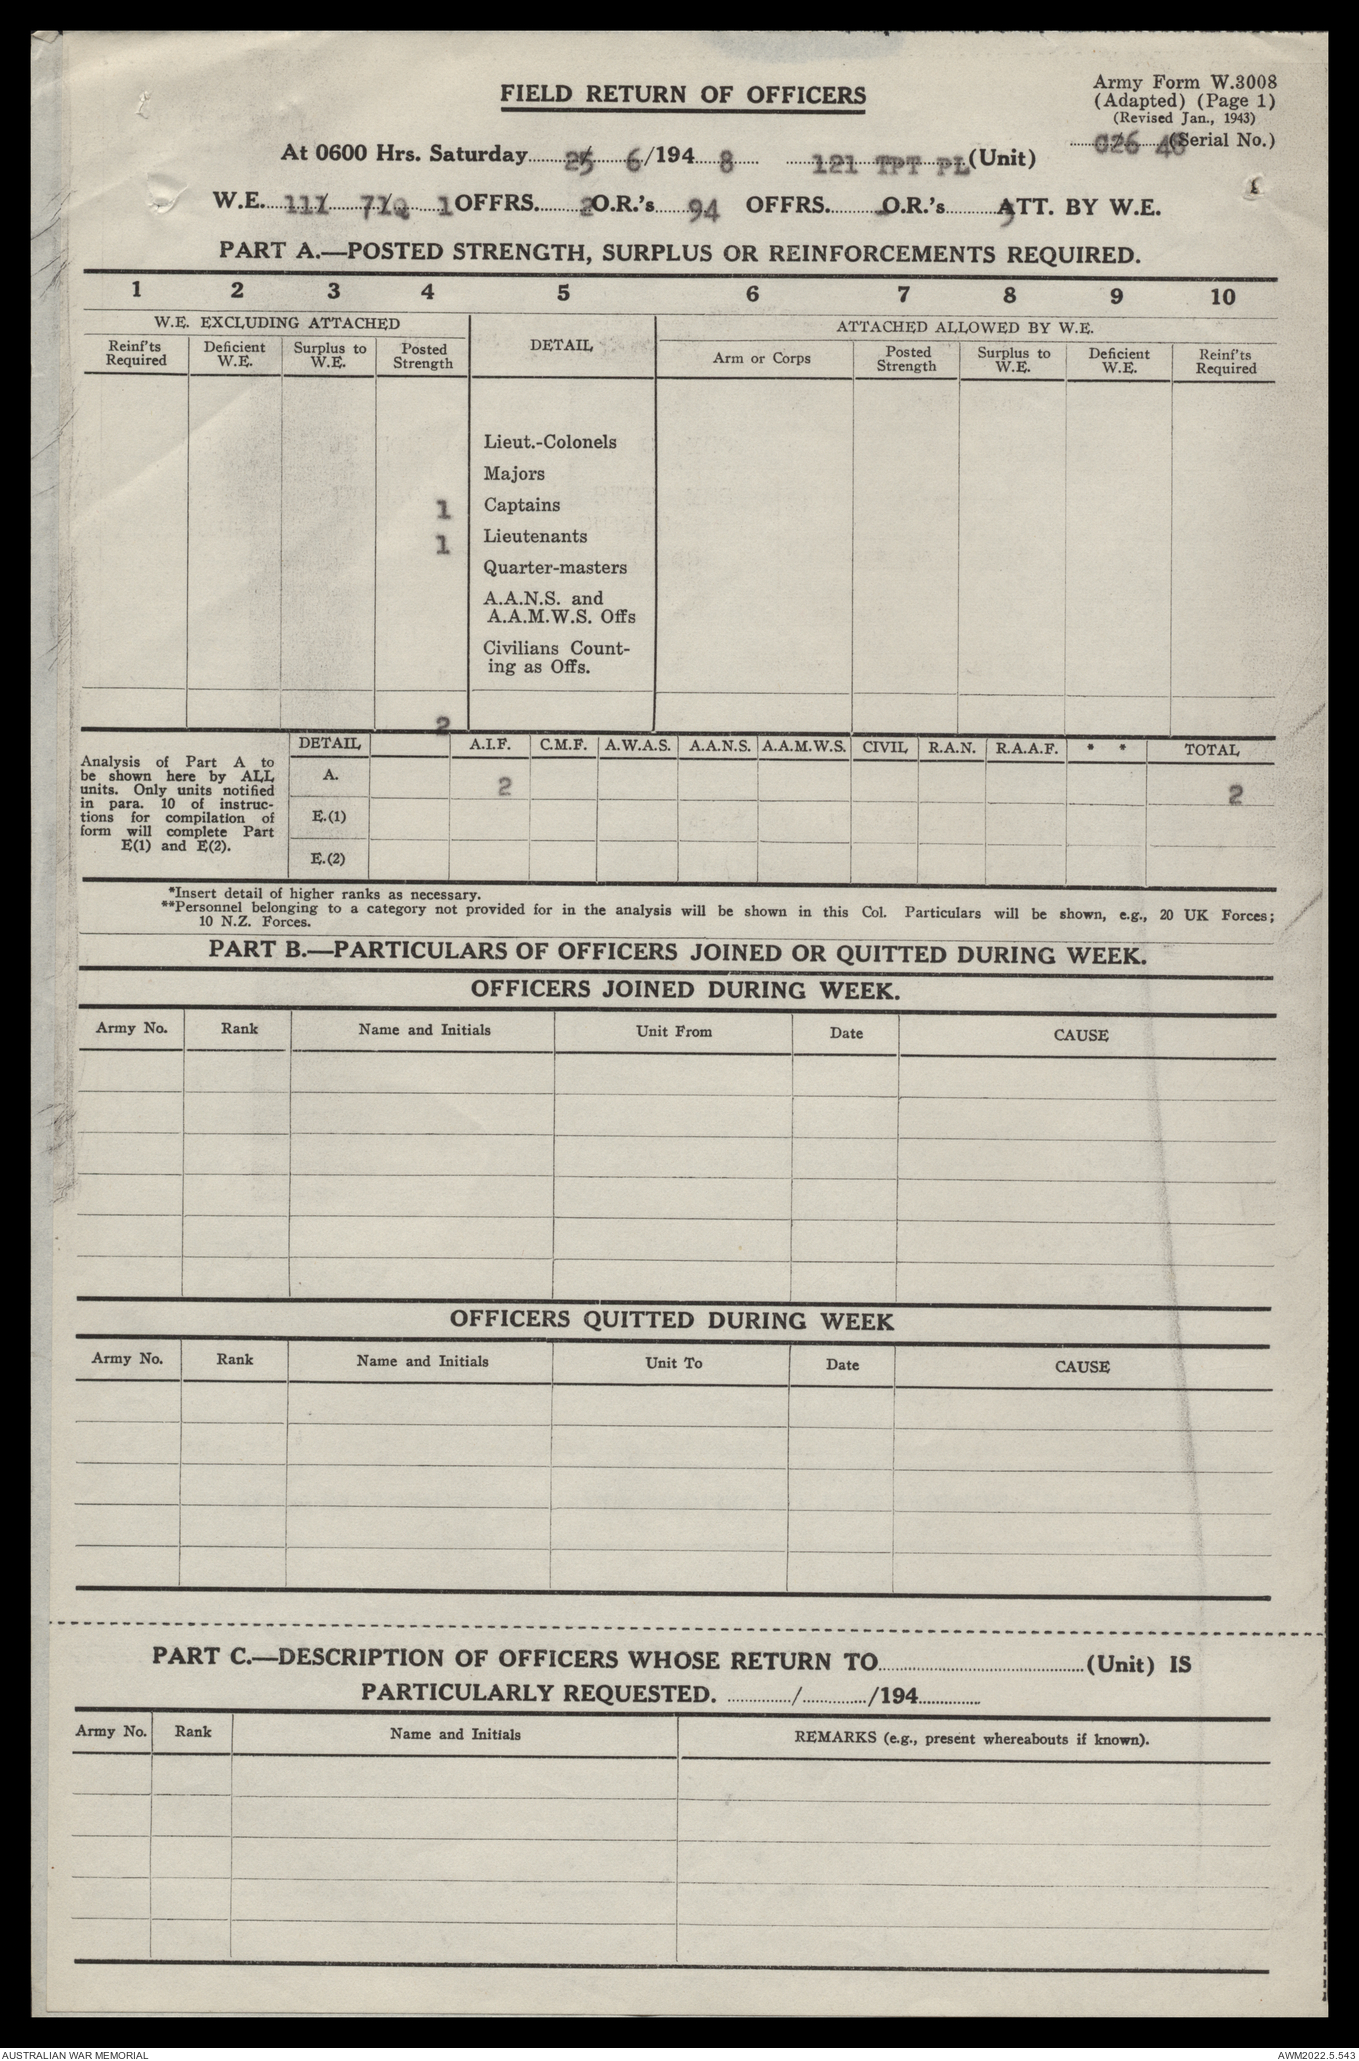 FIELD RETURN OF OFFICERS
Army Form W.3008
(Adapted) (Page 1)
(Revised Jan., 1943)
(Serial No.)
At 0600 Hrs. Saturday 6/194 8 121 TPT PL (Unit)
W.E. 1 OFFRS. 2 O.R.'s 94 OFFRS. - O.R.'s ATT. BY W.E.
PART A.—POSTED STRENGTH, SURPLUS OR REINFORCEMENTS REQUIRED.
1 2 3 4 5 6 7 8 9 10
W.E. EXCLUDING ATTACHED DETAIL ATTACHED ALLOWED BY W.E.
Reinf'ts Required Deficient W.E. Surplus to W.E. Posted Strength Arm or Corps Posted Strength Surplus to W.E. Deficient W.E. Reinf'ts Required
Lieut.-Colonels
Majors
1 Captains
1 Lieutenants
Quarter-masters
A.A.N.S. and
A.A.M.W.S. Offs
Civilians Count-
ing as Offs.
2
DETAIL A.I.F. C.M.F. A.W.A.S. A.A.N.S. A.A.M.W.S. CIVIL R.A.N. R.A.A.F. * * TOTAL
Analysis of Part A to
be shown here by ALL
units. Only units notified
in para. 10 of instruc-
tions for compilation of
form will complete Part
E(1) and E(2).
A. 2 2
E.(1)
E.(2)
*Insert detail of higher ranks as necessary.
**Personnel belonging to a category not provided for in the analysis will be shown in this Col. Particulars will be shown, e.g., 20 UK Forces;
10 N.Z. Forces.
PART B.—PARTICULARS OF OFFICERS JOINED OR QUITTED DURING WEEK.
OFFICERS JOINED DURING WEEK.
Army No. Rank Name and Initials Unit From Date CAUSE
OFFICERS QUITTED DURING WEEK
Army No. Rank Name and Initials Unit To Date CAUSE
PART C.—DESCRIPTION OF OFFICERS WHOSE RETURN TO (Unit) IS
PARTICULARLY REQUESTED. / /194
Army No. Rank Name and Initials REMARKS (e.g., present whereabouts if known).
AUSTRALIAN WAR MEMORIAL AWM2022.5.543